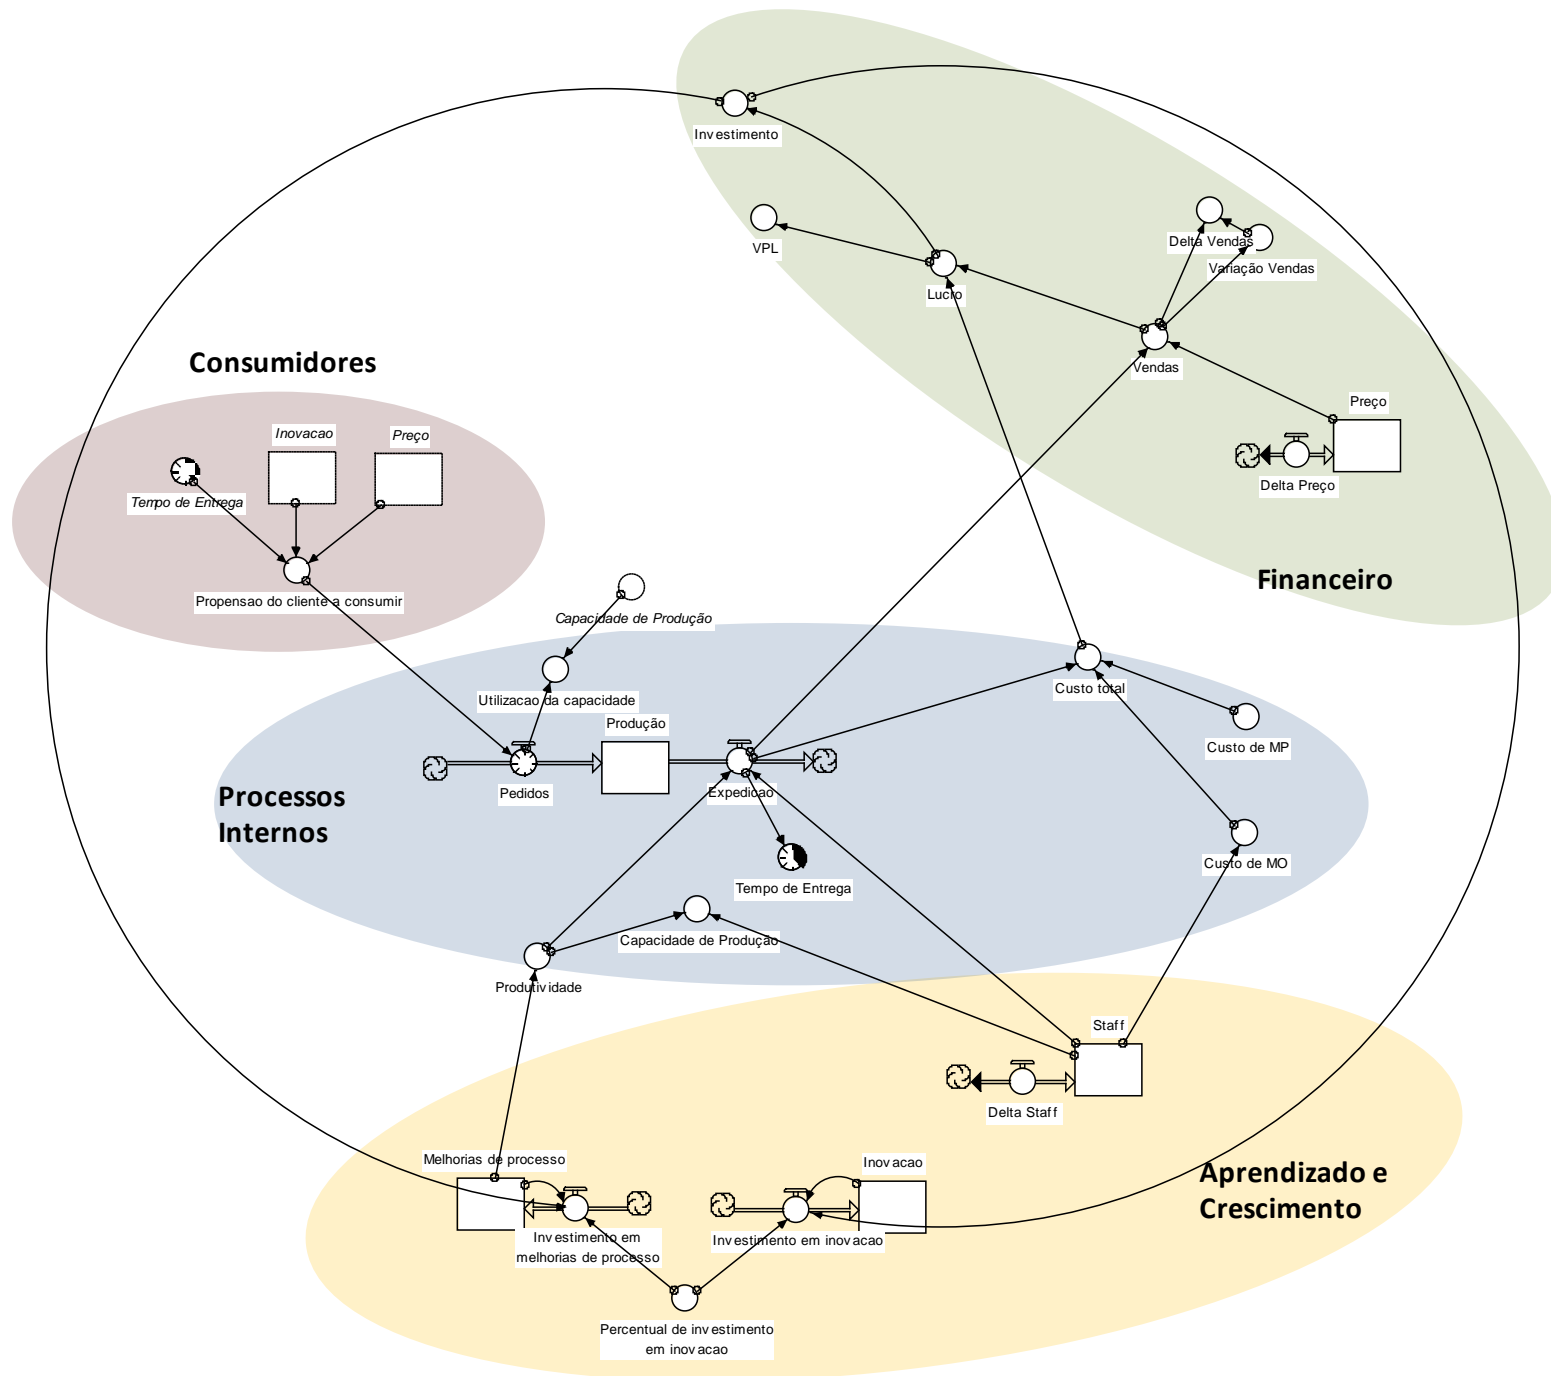 Investimento
VPL
Delta Vendas
Variação Vendas
Lucro
Vendas
Consumidores
Preço
Inovacao
Preço
Tempo de Entrega
Delta Preço
Financeiro
Propensao do cliente a consumir
Capacidade de Produção
Utilizacao da capacidade
Custo total
Produção
Custo de MP
Pedidos
Expedicao
Processos
Internos
Custo de MO
Tempo de Entrega
Capacidade de Produção
Produtividade
Staff
Delta Staff
Melhorias de processo
Inovacao
Aprendizado e
Crescimento
Investimento em
melhorias de processo
Investimento em inovacao
Percentual de investimento
em inovacao